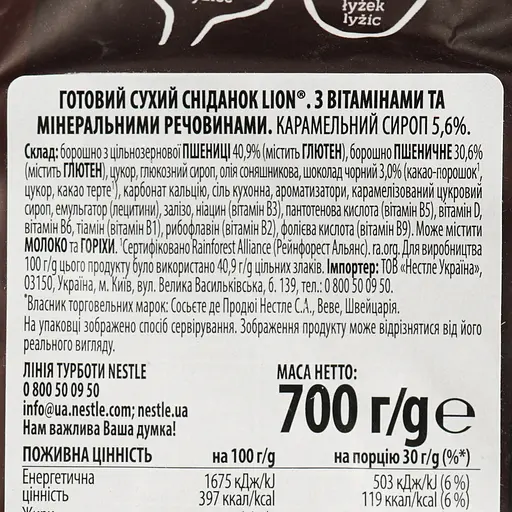 łyżek
lyžic
ГОТОВИЙ СУХИЙ СНІДАНОК LION®. З ВІТАМІНАМИ ТА
МІНЕРАЛЬНИМИ РЕЧОВИНАМИ. КАРАМЕЛЬНИЙ СИРОП 5,6%.
Склад: борошно з цільнозернової ПШЕНИЦІ 40,9% (містить ГЛЮТЕН), борошно ПШЕНИЧНЕ 30,6%
(містить ГЛЮТЕН), цукор, глюкозний сироп, олія соняшникова, шоколад чорний 3,0% (какао-порошок¹,
цукор, какао терте¹), карбонат кальцію, сіль кухонна, ароматизатори, карамелізований цукровий
сироп, емульгатор (лецитини), залізо, ніацин (вітамін B3), пантотенова кислота (вітамін B5), вітамін D,
вітамін B6, тіамін (вітамін B1), рибофлавін (вітамін B2), фолієва кислота (вітамін B9). Може містити
МОЛОКО та ГОРІХИ. ¹Сертифіковано Rainforest Alliance (Рейнфорест Альянс). ra.org. Для виробництва
100 г/g цього продукту було використано 40,9 г/g цільних злаків. Імпортер: ТОВ «Нестле Україна»,
03150, Україна, м. Київ, вул. Велика Васильківська, б. 139, тел.: 0 800 50 09 50.
*Власник торговельних марок: Сосьєте де Продюї Нестле С.А., Веве, Швейцарія.
На упаковці зображено спосіб сервірування. Зображення продукту може відрізнятися від його
реального вигляду.
ЛІНІЯ ТУРБОТИ NESTLE
0 800 50 09 50
info@ua.nestle.com; nestle.ua
Нам важлива Ваша думка!
МАСА НЕТТО:
700 г/g e
ПОЖИВНА ЦІННІСТЬ на 100 г/g на порцію 30 г/g (%*)
Енергетична 1675 кДж/kJ 503 кДж/kJ (6 %)
цінність 397 ккал/kcal 119 ккал/kcal (6 %)